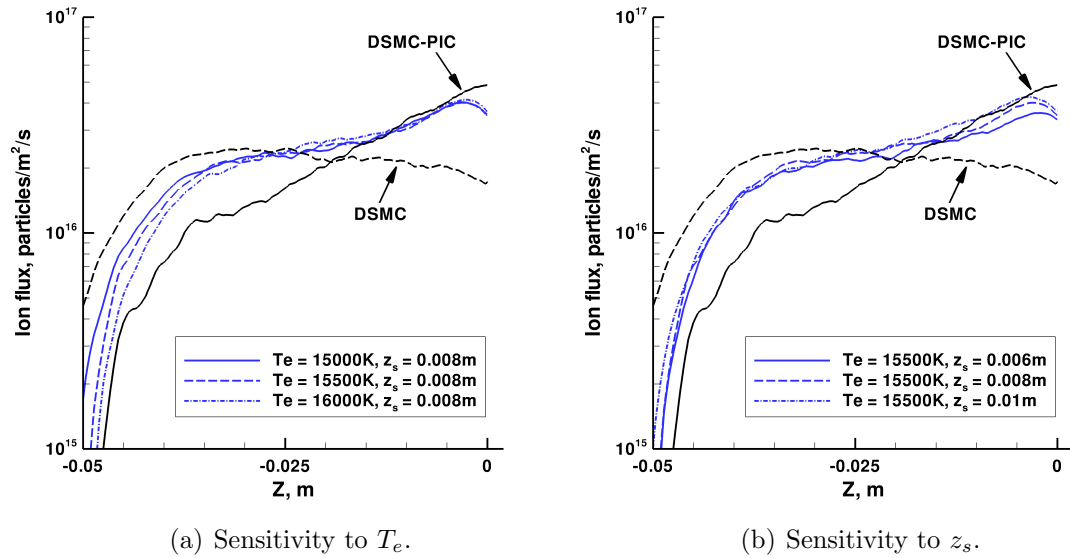 10^17
10^16
10^15
Ion flux, particles/m²/s
DSMC-PIC
DSMC
Te = 15000K, z_s = 0.008m
Te = 15500K, z_s = 0.008m
Te = 16000K, z_s = 0.008m
-0.05 -0.025 0
Z, m
(a) Sensitivity to T_e.
10^17
10^16
10^15
Ion flux, particles/m²/s
DSMC-PIC
DSMC
Te = 15500K, z_s = 0.006m
Te = 15500K, z_s = 0.008m
Te = 15500K, z_s = 0.01m
-0.05 -0.025 0
Z, m
(b) Sensitivity to z_s.